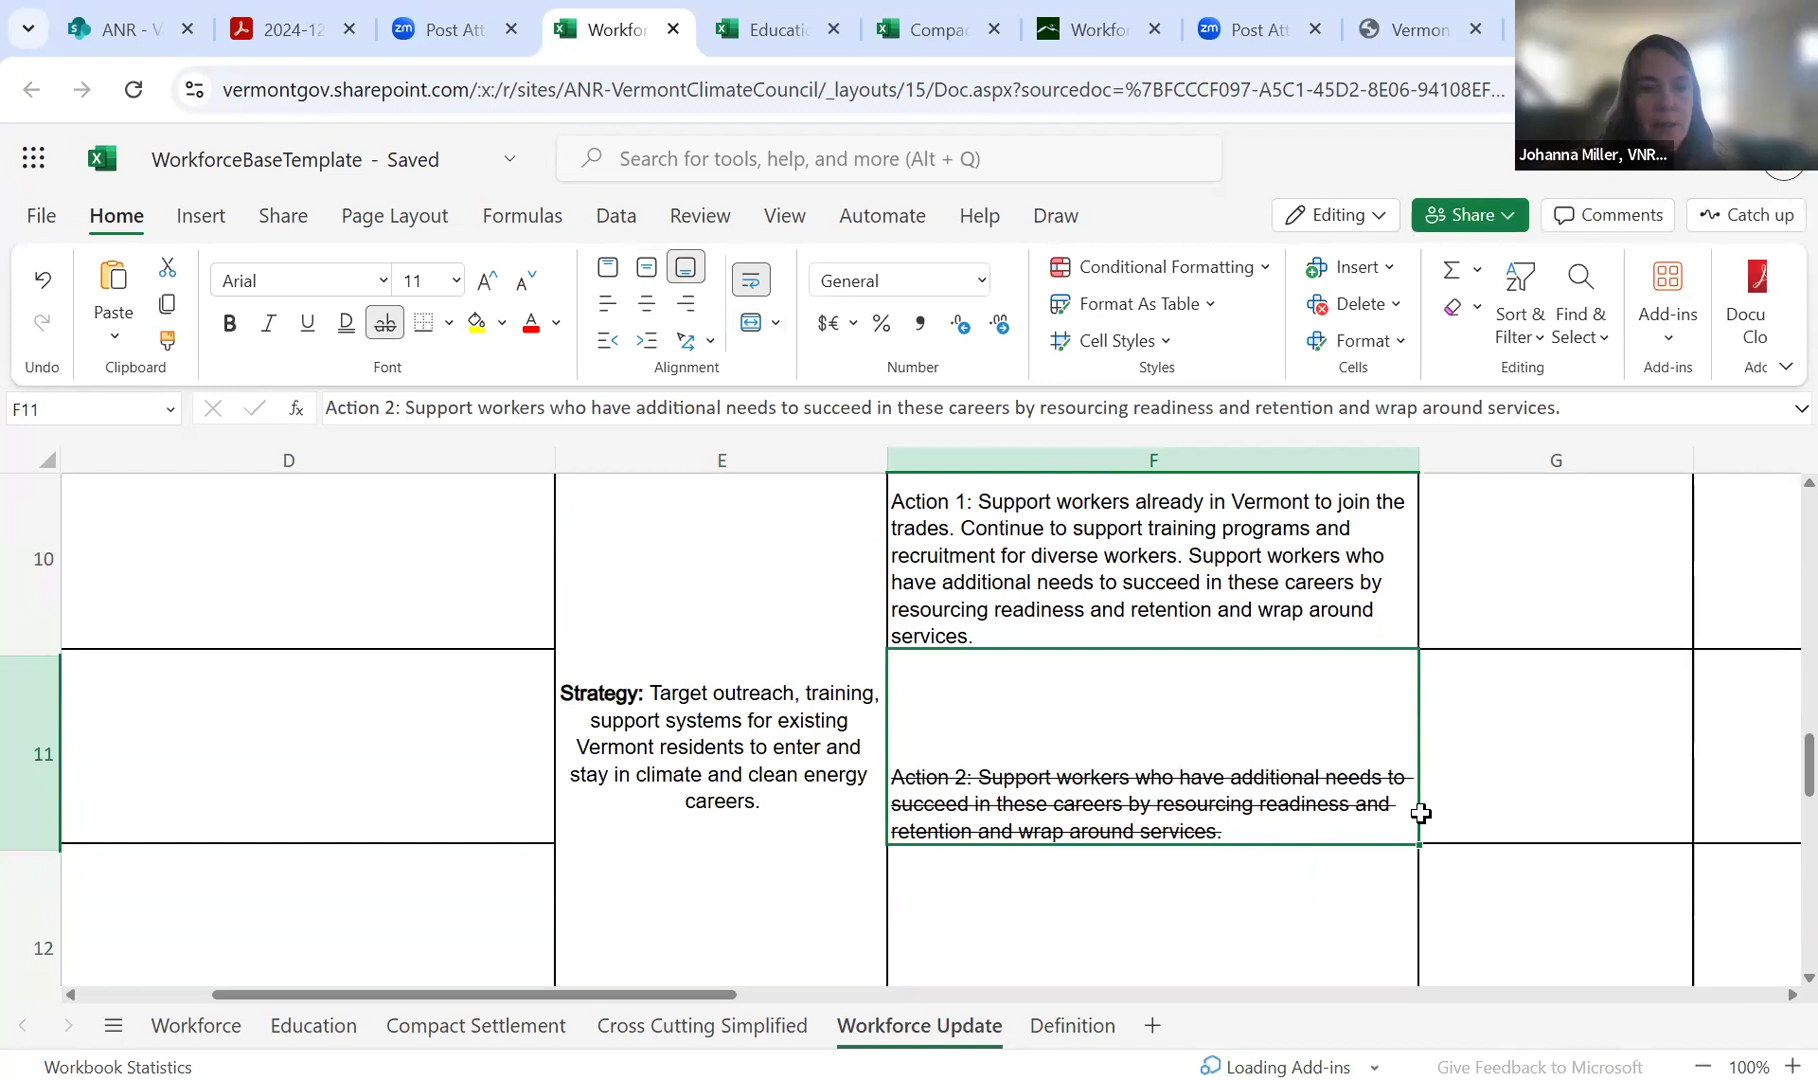 ANR - V
2024-12
Post Att
Workfor
Educatio
Compac
Workfor
Post Att
Vermon
vermontgov.sharepoint.com/:x:/r/sites/ANR-VermontClimateCouncil/_layouts/15/Doc.aspx?sourcedoc=%7BFCCCF097-A5C1-45D2-8E06-94108EF...
Johanna Miller, VNR...
WorkforceBaseTemplate - Saved
Search for tools, help, and more (Alt + Q)
File Home Insert Share Page Layout Formulas Data Review View Automate Help Draw
Editing Share Comments Catch up
Paste
Arial 11
General
Conditional Formatting
Format As Table
Cell Styles
Insert
Delete
Format
Sort & Filter
Find & Select
Add-ins
Docu
Clo
Undo Clipboard Font Alignment Number Styles Cells Editing Add-ins Adc
F11
Action 2: Support workers who have additional needs to succeed in these careers by resourcing readiness and retention and wrap around services.
D E F G
10
Action 1: Support workers already in Vermont to join the
trades. Continue to support training programs and
recruitment for diverse workers. Support workers who
have additional needs to succeed in these careers by
resourcing readiness and retention and wrap around
services.
11
Strategy: Target outreach, training,
support systems for existing
Vermont residents to enter and
stay in climate and clean energy
careers.
Action 2: Support workers who have additional needs to
succeed in these careers by resourcing readiness and
retention and wrap around services.
12
Workforce Education Compact Settlement Cross Cutting Simplified Workforce Update Definition
Workbook Statistics
Loading Add-ins
Give Feedback to Microsoft
100%